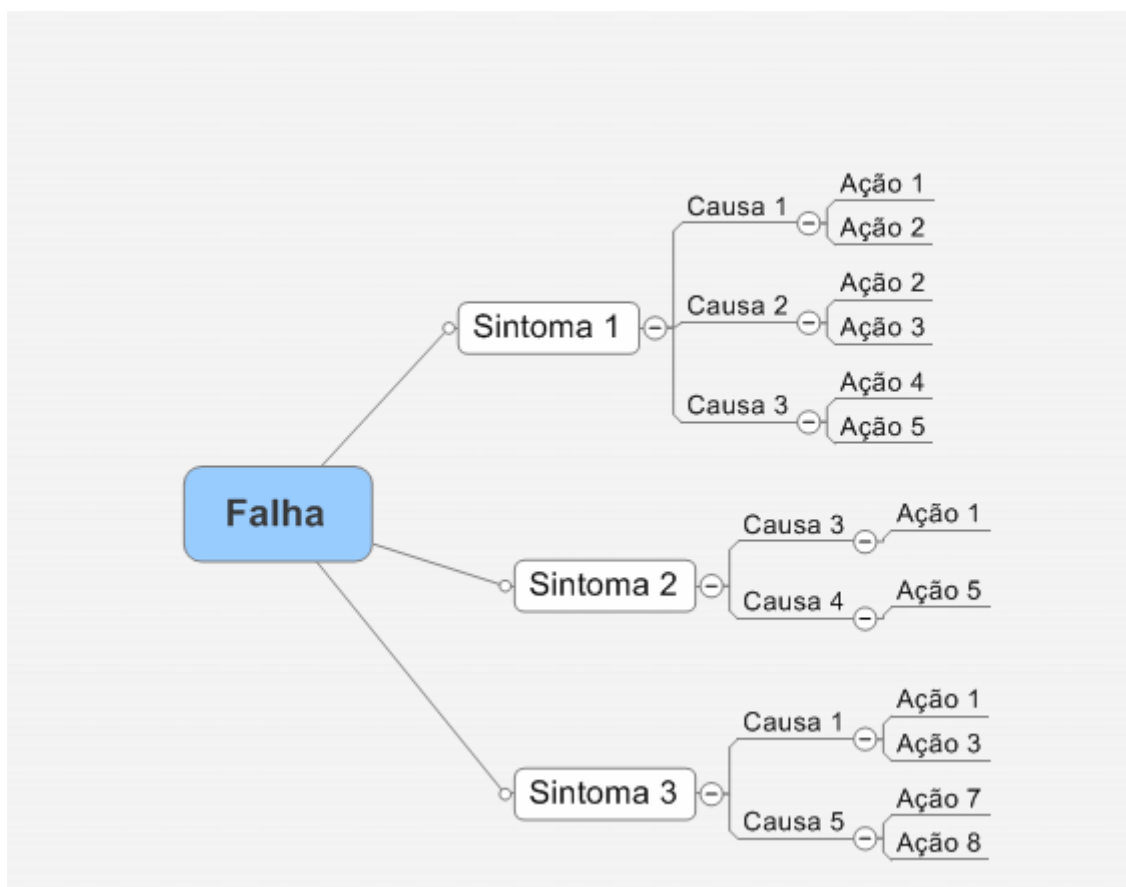 Falha
Sintoma 1
Causa 1
Ação 1
Ação 2
Causa 2
Ação 2
Ação 3
Causa 3
Ação 4
Ação 5
Sintoma 2
Causa 3
Ação 1
Causa 4
Ação 5
Sintoma 3
Causa 1
Ação 1
Ação 3
Causa 5
Ação 7
Ação 8